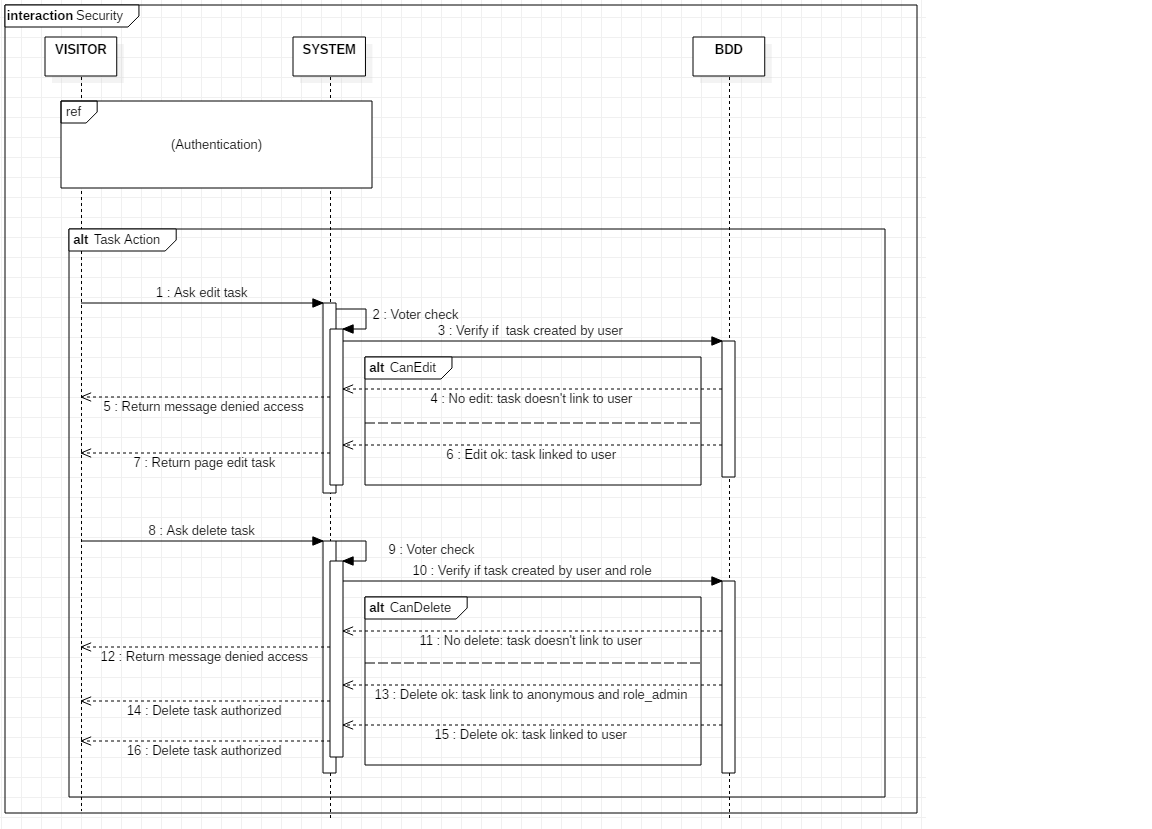 interaction Security
VISITOR
SYSTEM
BDD
ref
(Authentication)
alt Task Action
1 : Ask edit task
2 : Voter check
3 : Verify if  task created by user
alt CanEdit
4 : No edit: task doesn't link to user
5 : Return message denied access
6 : Edit ok: task linked to user
7 : Return page edit task
8 : Ask delete task
9 : Voter check
10 : Verify if task created by user and role
alt CanDelete
11 : No delete: task doesn't link to user
12 : Return message denied access
13 : Delete ok: task link to anonymous and role_admin
14 : Delete task authorized
15 : Delete ok: task linked to user
16 : Delete task authorized